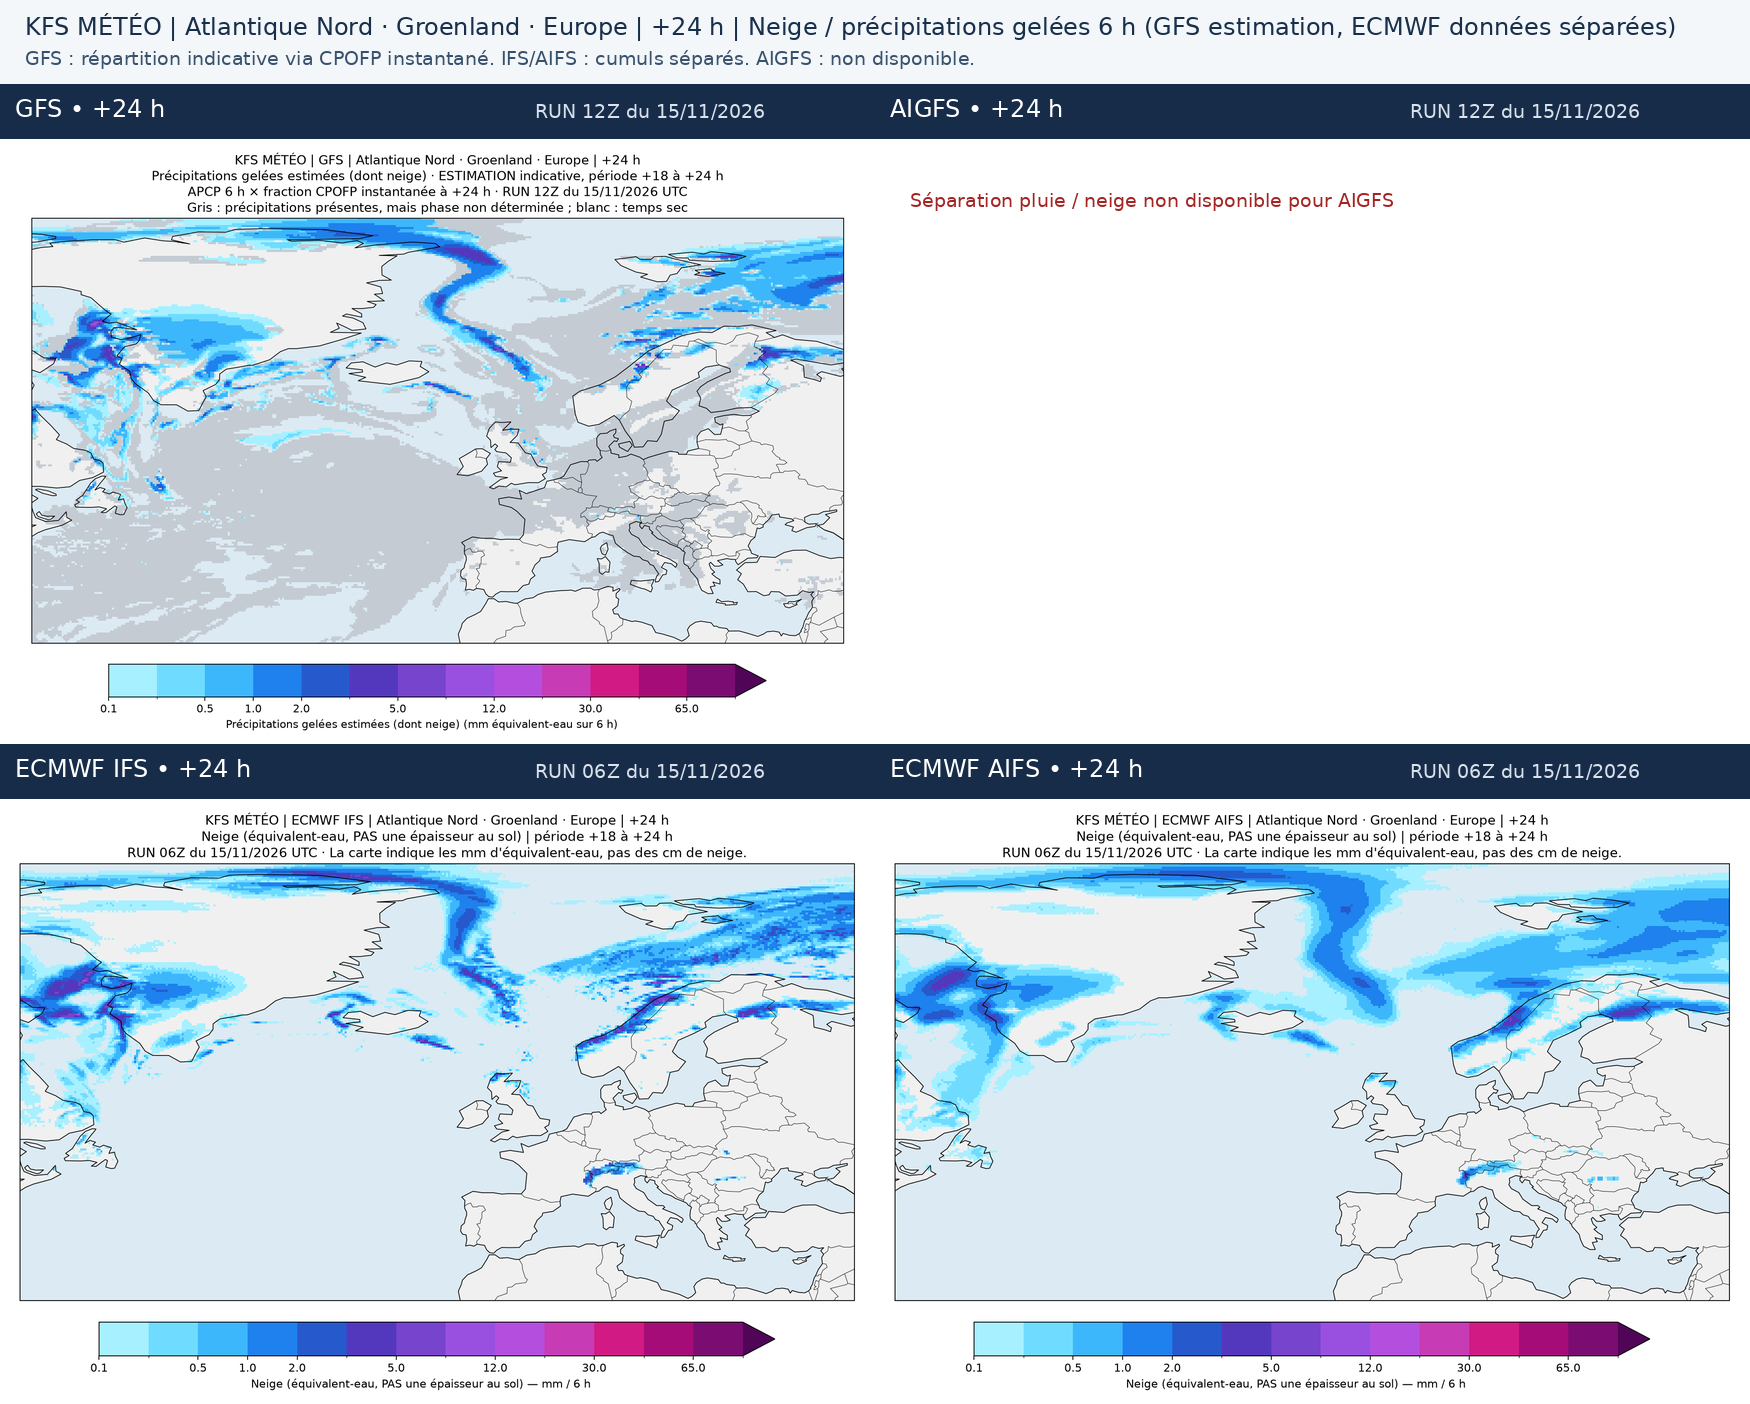 KFS MÉTÉO | Atlantique Nord · Groenland · Europe | +24 h | Neige / précipitations gelées 6 h (GFS estimation, ECMWF données séparées)
GFS : répartition indicative via CPOFP instantané. IFS/AIFS : cumuls séparés. AIGFS : non disponible.
GFS • +24 h
RUN 12Z du 15/11/2026
AIGFS • +24 h
RUN 12Z du 15/11/2026
KFS MÉTÉO | GFS | Atlantique Nord · Groenland · Europe | +24 h
Précipitations gelées estimées (dont neige) · ESTIMATION indicative, période +18 à +24 h
APCP 6 h × fraction CPOFP instantanée à +24 h · RUN 12Z du 15/11/2026 UTC
Gris : précipitations présentes, mais phase non déterminée ; blanc : temps sec
Séparation pluie / neige non disponible pour AIGFS
0.1 0.5 1.0 2.0 5.0 12.0 30.0 65.0
Précipitations gelées estimées (dont neige) (mm équivalent-eau sur 6 h)
ECMWF IFS • +24 h
RUN 06Z du 15/11/2026
ECMWF AIFS • +24 h
RUN 06Z du 15/11/2026
KFS MÉTÉO | ECMWF IFS | Atlantique Nord · Groenland · Europe | +24 h
Neige (équivalent-eau, PAS une épaisseur au sol) | période +18 à +24 h
RUN 06Z du 15/11/2026 UTC · La carte indique les mm d'équivalent-eau, pas des cm de neige.
KFS MÉTÉO | ECMWF AIFS | Atlantique Nord · Groenland · Europe | +24 h
Neige (équivalent-eau, PAS une épaisseur au sol) | période +18 à +24 h
RUN 06Z du 15/11/2026 UTC · La carte indique les mm d'équivalent-eau, pas des cm de neige.
0.1 0.5 1.0 2.0 5.0 12.0 30.0 65.0
Neige (équivalent-eau, PAS une épaisseur au sol) — mm / 6 h
0.1 0.5 1.0 2.0 5.0 12.0 30.0 65.0
Neige (équivalent-eau, PAS une épaisseur au sol) — mm / 6 h